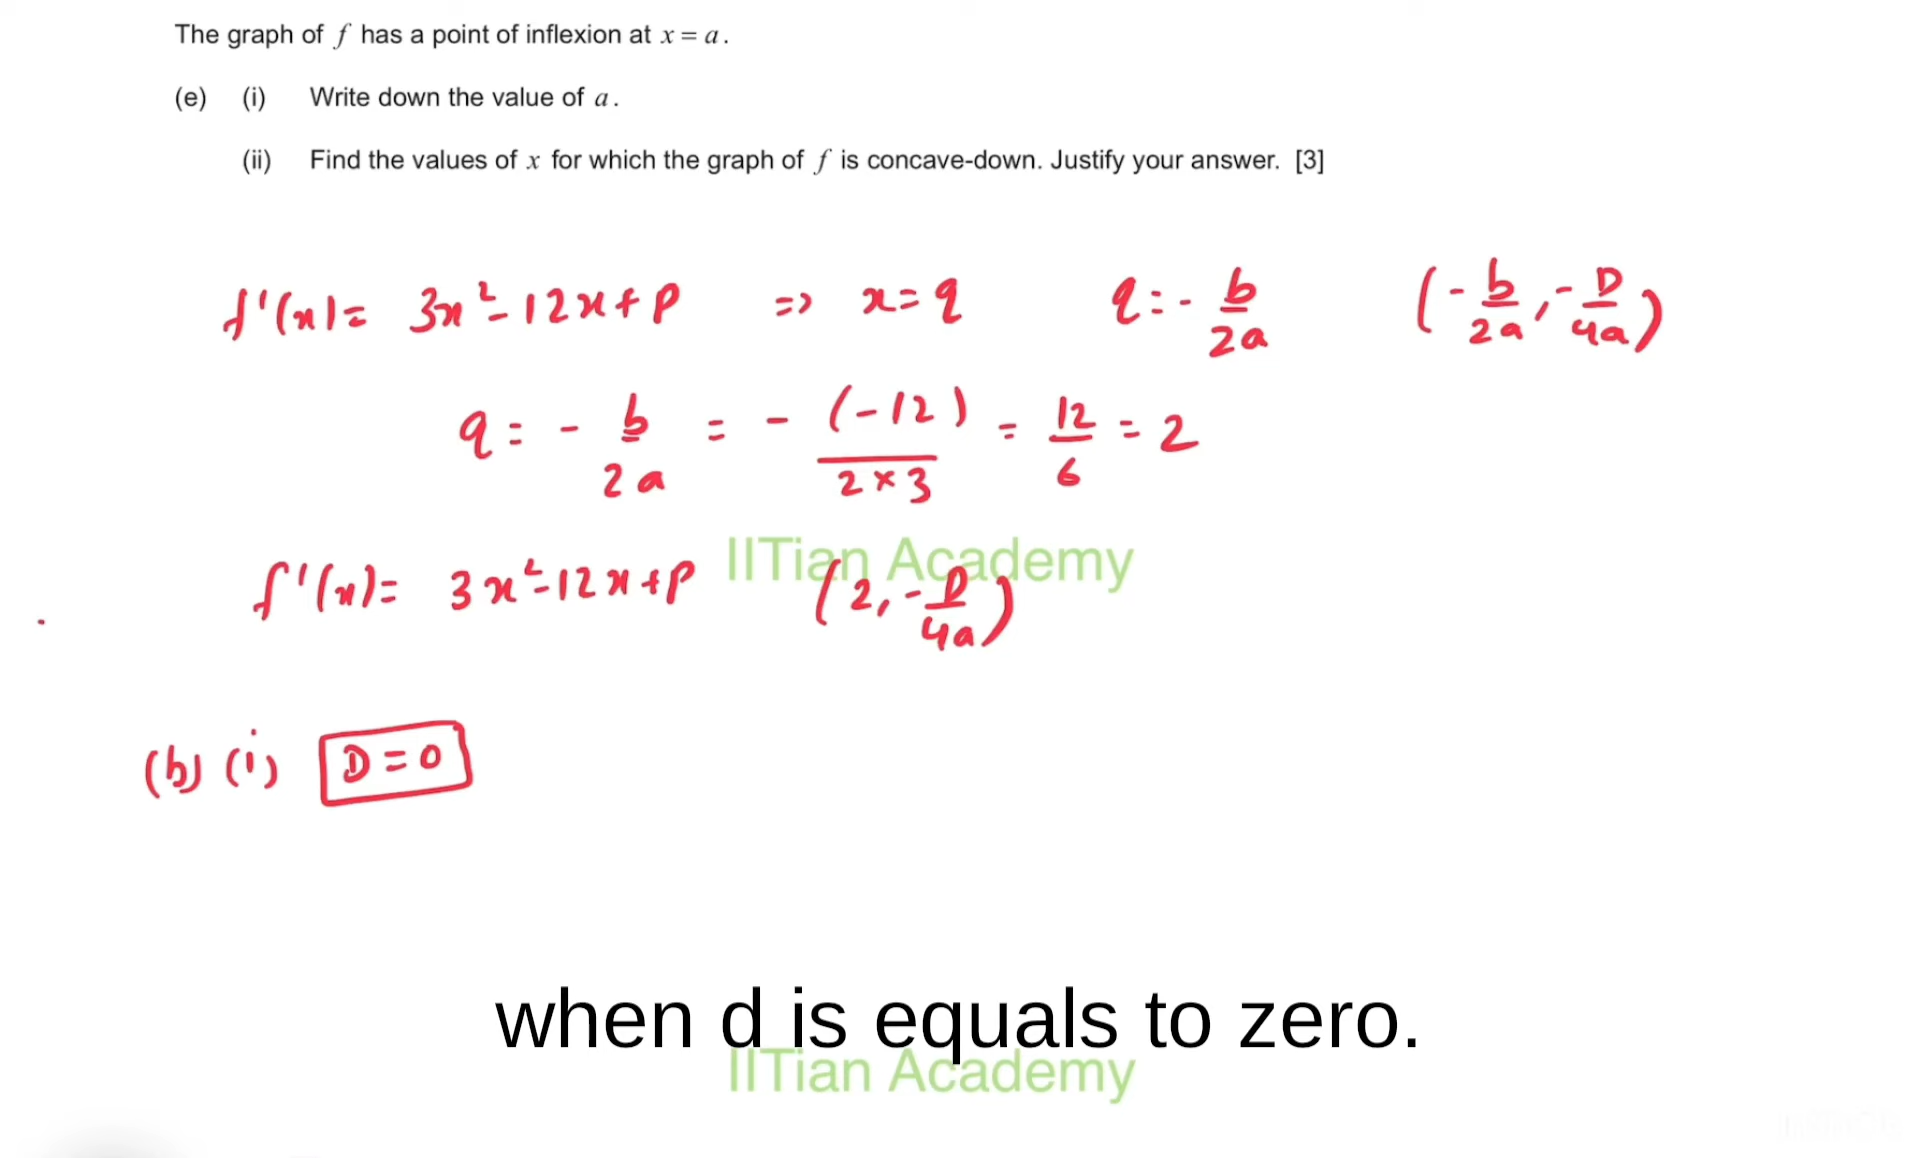 The graph of f has a point of inflexion at x = a.
(e) (i) Write down the value of a.
(ii) Find the values of x for which the graph of f is concave-down. Justify your answer. [3]
f'(x) = 3x² - 12x + p => x = q q = - b/2a (- b/2a, - D/4a)
q = - b/2a = - (-12)/2×3 = 12/6 = 2
f'(x) = 3x² - 12x + p (2, - D/4a)
IITian Academy
(b) (i) D = 0
when d is equals to zero.
IITian Academy